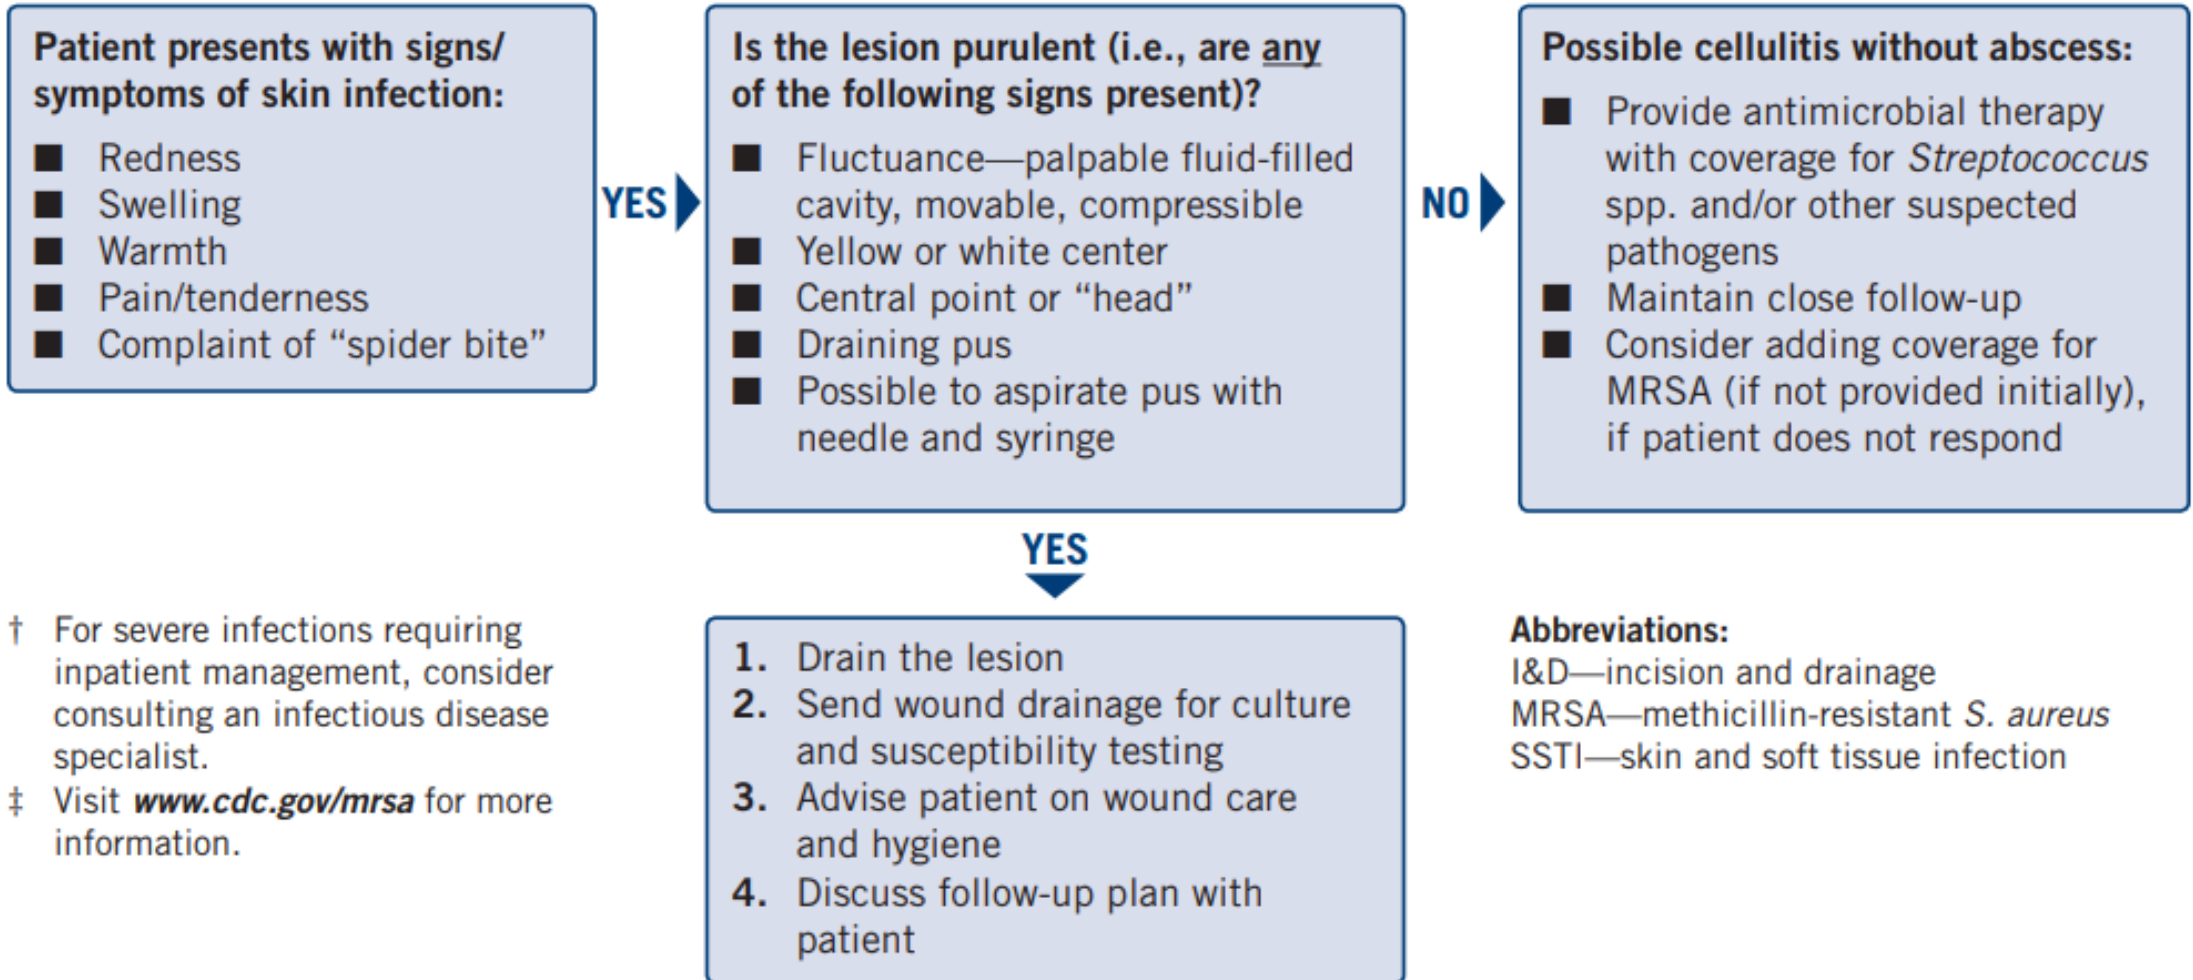 Patient presents with signs/
symptoms of skin infection:
■ Redness
■ Swelling
■ Warmth
■ Pain/tenderness
■ Complaint of “spider bite”
YES
Is the lesion purulent (i.e., are any
of the following signs present)?
■ Fluctuance—palpable fluid-filled
cavity, movable, compressible
■ Yellow or white center
■ Central point or “head”
■ Draining pus
■ Possible to aspirate pus with
needle and syringe
NO
Possible cellulitis without abscess:
■ Provide antimicrobial therapy
with coverage for Streptococcus
spp. and/or other suspected
pathogens
■ Maintain close follow-up
■ Consider adding coverage for
MRSA (if not provided initially),
if patient does not respond
YES
1. Drain the lesion
2. Send wound drainage for culture
and susceptibility testing
3. Advise patient on wound care
and hygiene
4. Discuss follow-up plan with
patient
† For severe infections requiring
inpatient management, consider
consulting an infectious disease
specialist.
‡ Visit www.cdc.gov/mrsa for more
information.
Abbreviations:
I&D—incision and drainage
MRSA—methicillin-resistant S. aureus
SSTI—skin and soft tissue infection